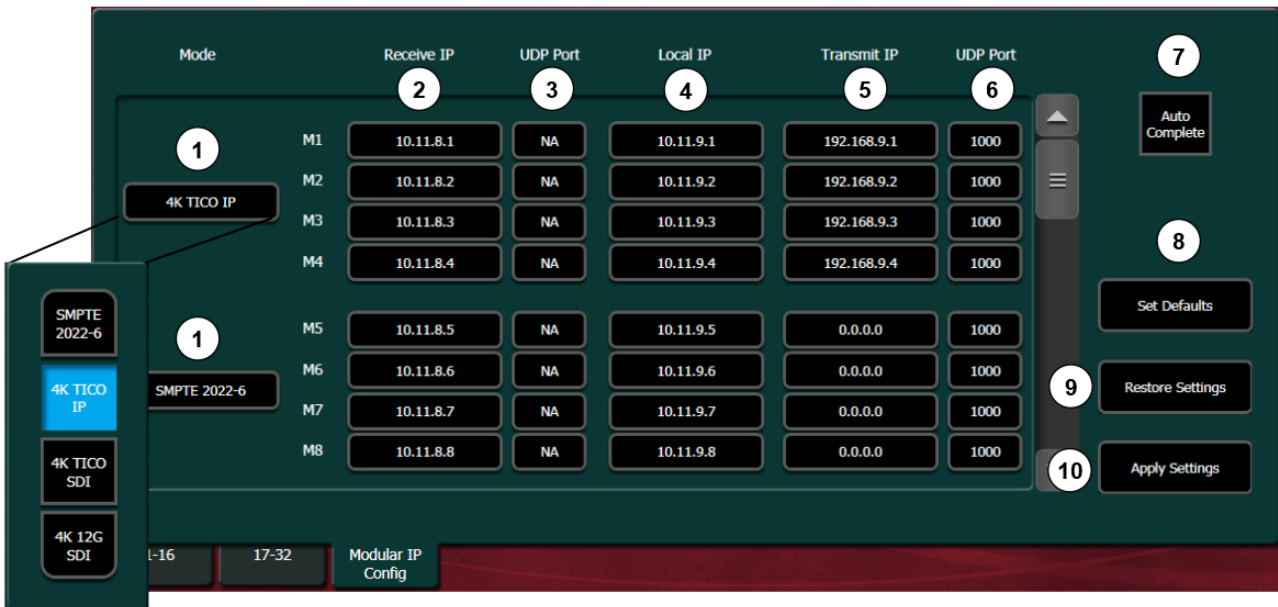 Mode Receive IP UDP Port Local IP Transmit IP UDP Port
7
2 3 4 5 6
Auto
Complete
1
M1 10.11.8.1 NA 10.11.9.1 192.168.9.1 1000
M2 10.11.8.2 NA 10.11.9.2 192.168.9.2 1000
4K TICO IP
M3 10.11.8.3 NA 10.11.9.3 192.168.9.3 1000
8
M4 10.11.8.4 NA 10.11.9.4 192.168.9.4 1000
Set Defaults
SMPTE
2022-6
1
M5 10.11.8.5 NA 10.11.9.5 0.0.0.0 1000
M6 10.11.8.6 NA 10.11.9.6 0.0.0.0 1000
4K TICO
IP
SMPTE 2022-6
9 Restore Settings
M7 10.11.8.7 NA 10.11.9.7 0.0.0.0 1000
M8 10.11.8.8 NA 10.11.9.8 0.0.0.0 1000
4K TICO
SDI
10 Apply Settings
4K 12G
SDI
1-16 17-32 Modular IP
Config